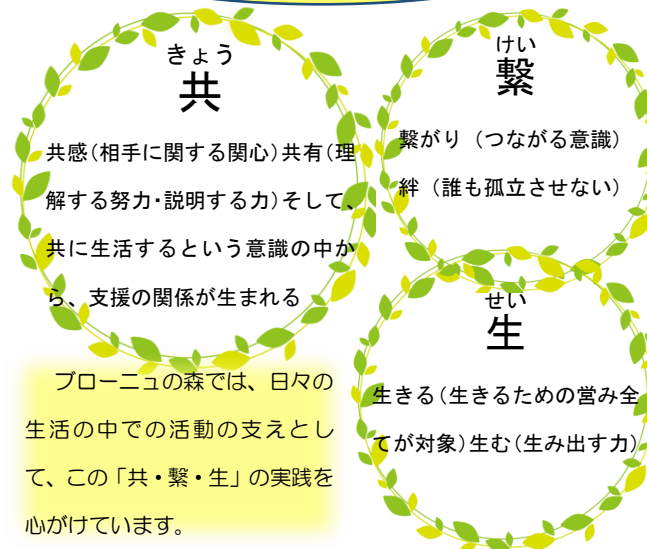 きょう
共
共感(相手に関する関心)共有(理
解する努力・説明する力)そして、
共に生活するという意識の中か
ら、支援の関係が生まれる
けい
繋
繋がり（つながる意識）
絆（誰も孤立させない）
せい
生
生きる(生きるための営み全
てが対象)生む(生み出す力)
ブローニュの森では、日々の
生活の中での活動の支えとし
て、この「共・繋・生」の実践を
心がけています。